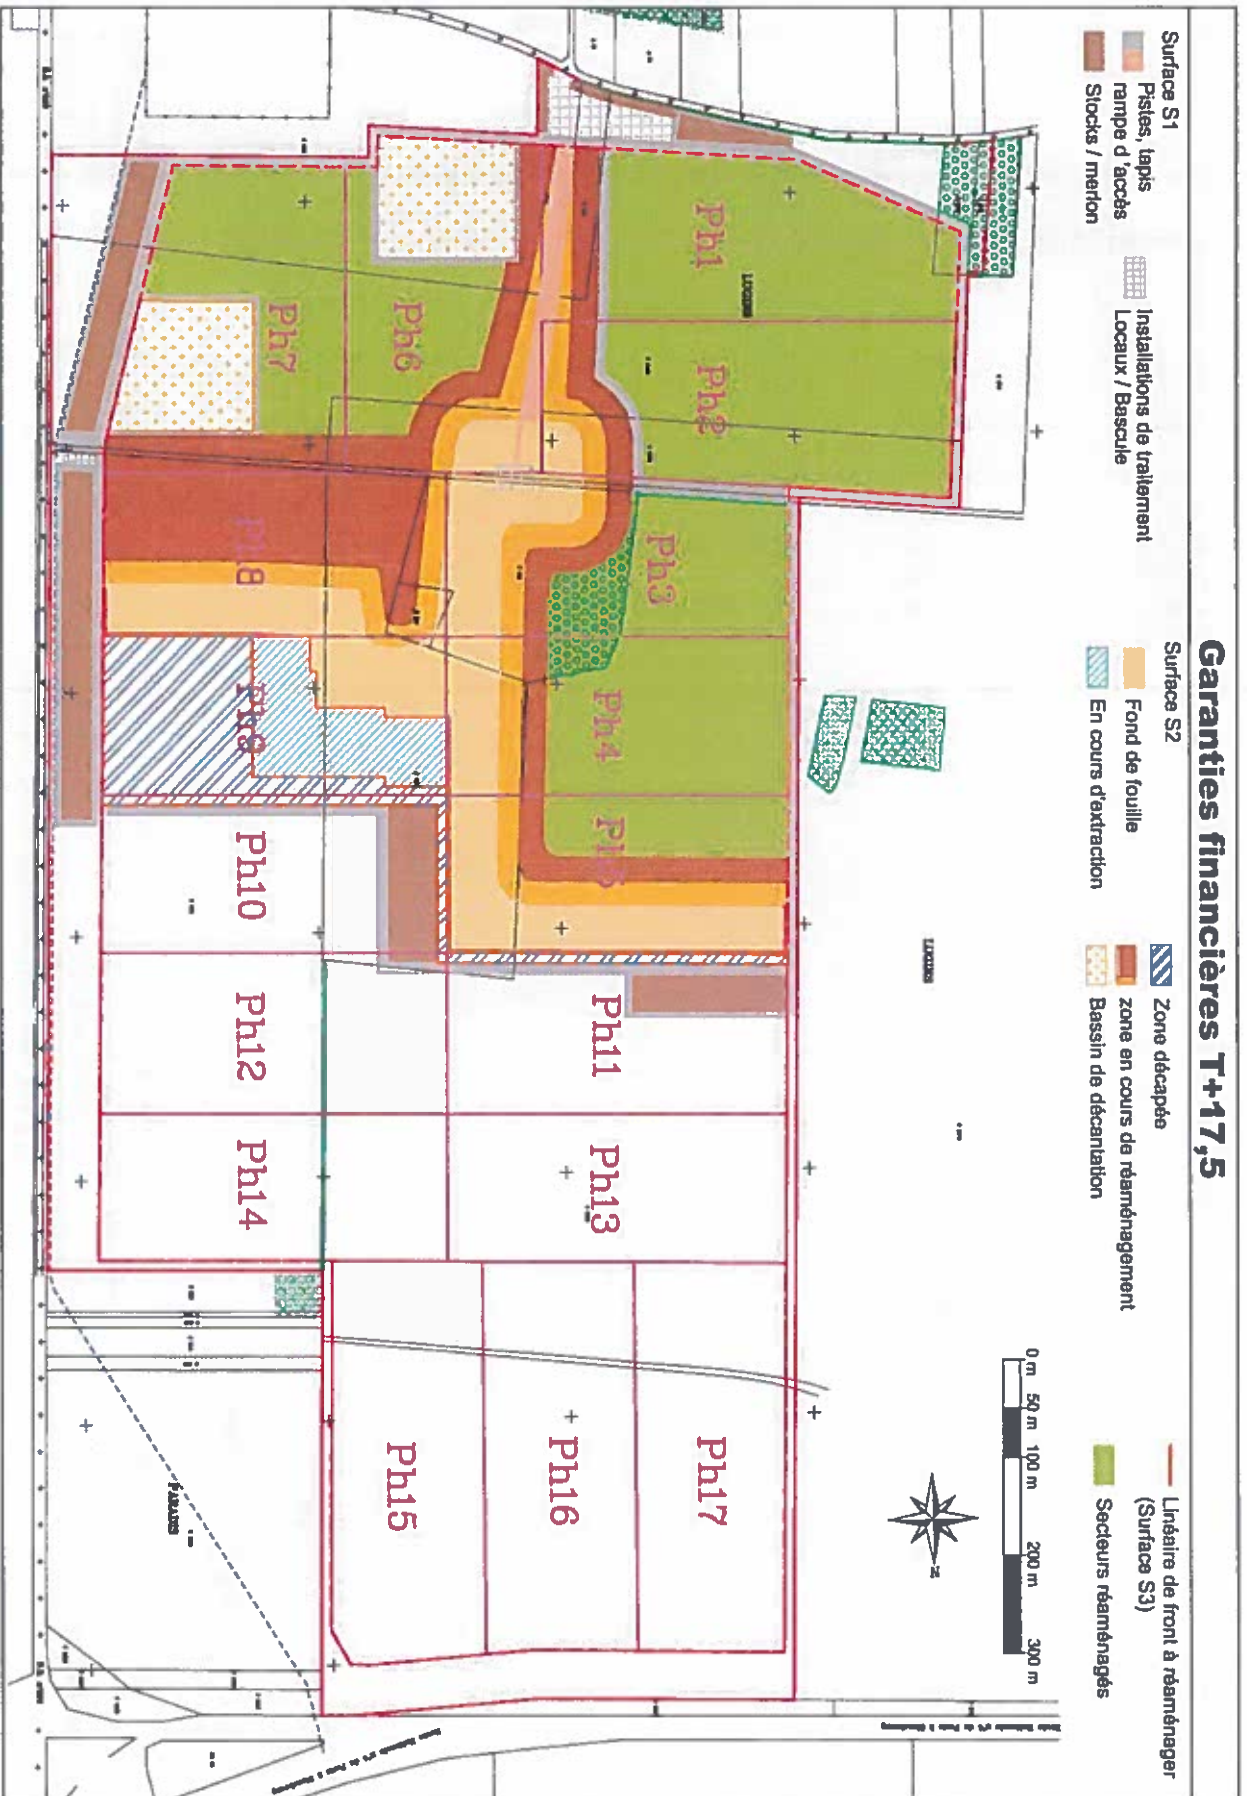 Garanties financières T+17,5
Surface S1
Pistes, tapis
rampe d'accès
Stocks / merlon
Installations de traitement
Locaux / Bascule
Surface S2
Fond de fouille
En cours d'extraction
Zone décapée
zone en cours de réaménagement
Bassin de décantation
Linéaire de front à réaménager
(Surface S3)
Secteurs réaménagés
0 m 50 m 100 m 200 m 300 m
N
Ph1
Ph2
Ph3
Ph4
Ph5
Ph6
Ph7
Ph8
Ph9
Ph10
Ph11
Ph12
Ph13
Ph14
Ph15
Ph16
Ph17
PARADIS